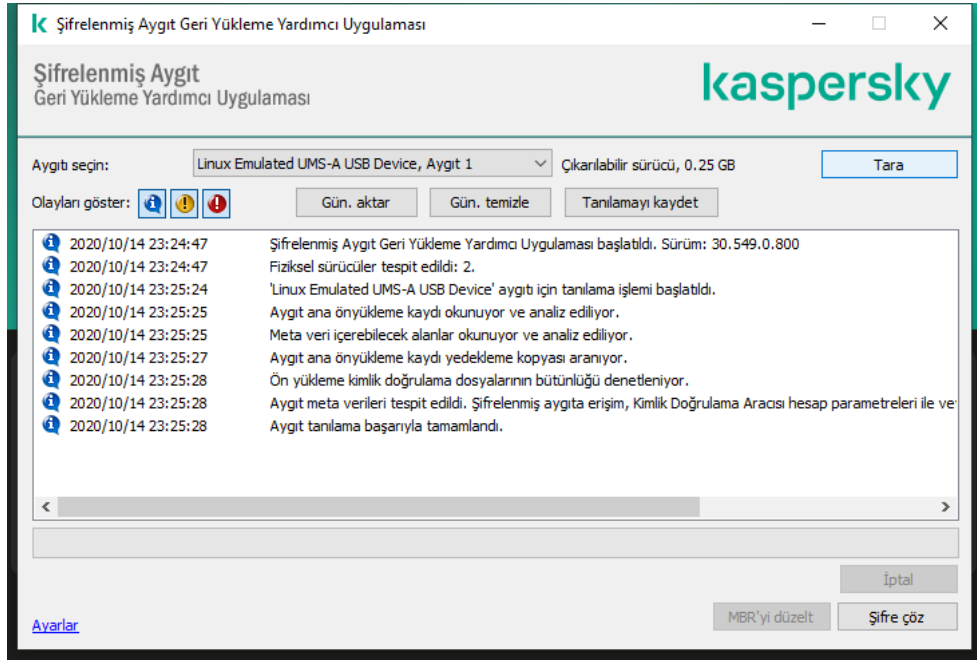 Şifrelenmiş Aygıt Geri Yükleme Yardımcı Uygulaması
Şifrelenmiş Aygıt
Geri Yükleme Yardımcı Uygulaması
kaspersky
Aygıtı seçin: Linux Emulated UMS-A USB Device, Aygıt 1 Çıkarılabilir sürücü, 0.25 GB Tara
Olayları göster: Gün. aktar Gün. temizle Tanılamayı kaydet
2020/10/14 23:24:47 Şifrelenmiş Aygıt Geri Yükleme Yardımcı Uygulaması başlatıldı. Sürüm: 30.549.0.800
2020/10/14 23:24:47 Fiziksel sürücüler tespit edildi: 2.
2020/10/14 23:25:24 'Linux Emulated UMS-A USB Device' aygıtı için tanılama işlemi başlatıldı.
2020/10/14 23:25:25 Aygıt ana önyükleme kaydı okunuyor ve analiz ediliyor.
2020/10/14 23:25:25 Meta veri içerebilecek alanlar okunuyor ve analiz ediliyor.
2020/10/14 23:25:27 Aygıt ana önyükleme kaydı yedekleme kopyası aranıyor.
2020/10/14 23:25:28 Ön yükleme kimlik doğrulama dosyalarının bütünlüğü denetleniyor.
2020/10/14 23:25:28 Aygıt meta verileri tespit edildi. Şifrelenmiş aygıta erişim, Kimlik Doğrulama Aracısı hesap parametreleri ile ve
2020/10/14 23:25:28 Aygıt tanılama başarıyla tamamlandı.
İptal
Ayarlar MBR'yi düzelt Şifre çöz